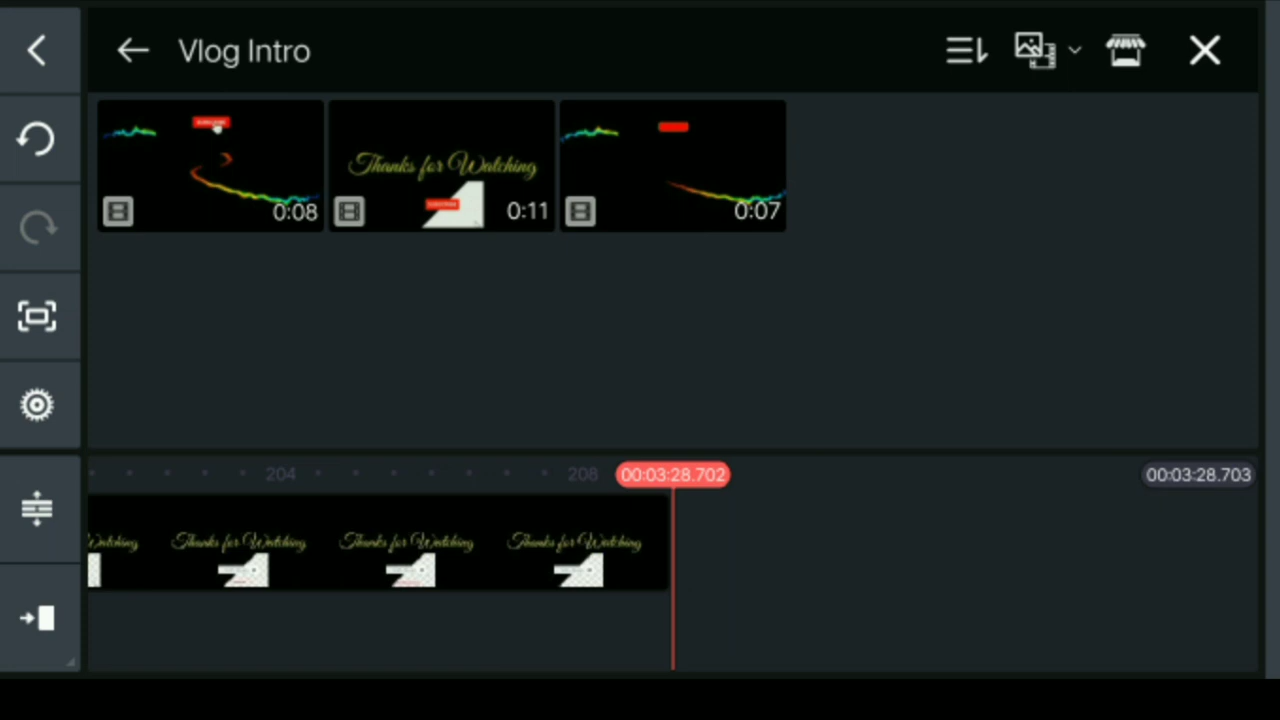 Vlog Intro
0:08
Thanks for Watching
0:11
0:07
204
208
00:03:28.702
00:03:28.703
Watching
Thanks for Watching
Thanks for Watching
Thanks for Watching